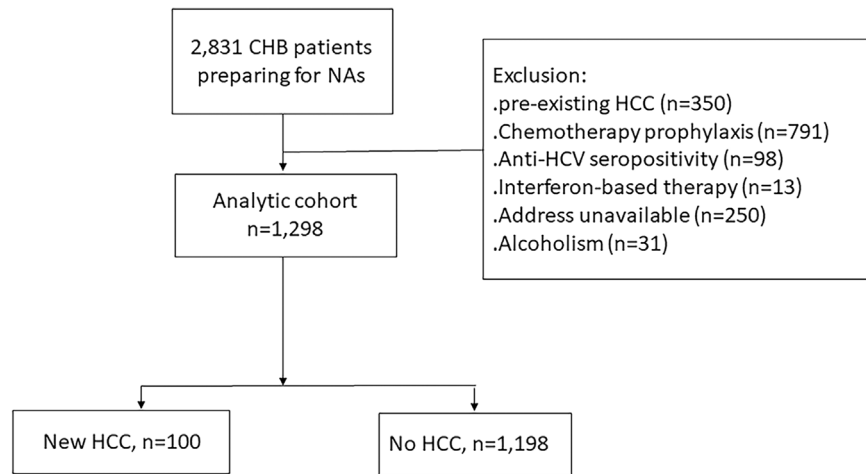 2,831 CHB patients
preparing for NAs
Exclusion:
.pre-existing HCC (n=350)
.Chemotherapy prophylaxis (n=791)
.Anti-HCV seropositivity (n=98)
.Interferon-based therapy (n=13)
.Address unavailable (n=250)
.Alcoholism (n=31)
Analytic cohort
n=1,298
New HCC, n=100
No HCC, n=1,198